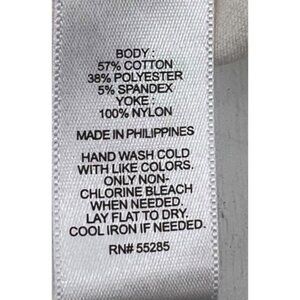 BODY :
57% COTTON
38% POLYESTER
5% SPANDEX
YOKE :
100% NYLON
MADE IN PHILIPPINES
HAND WASH COLD
WITH LIKE COLORS.
ONLY NON-
CHLORINE BLEACH
WHEN NEEDED.
LAY FLAT TO DRY.
COOL IRON IF NEEDED.
RN# 55285